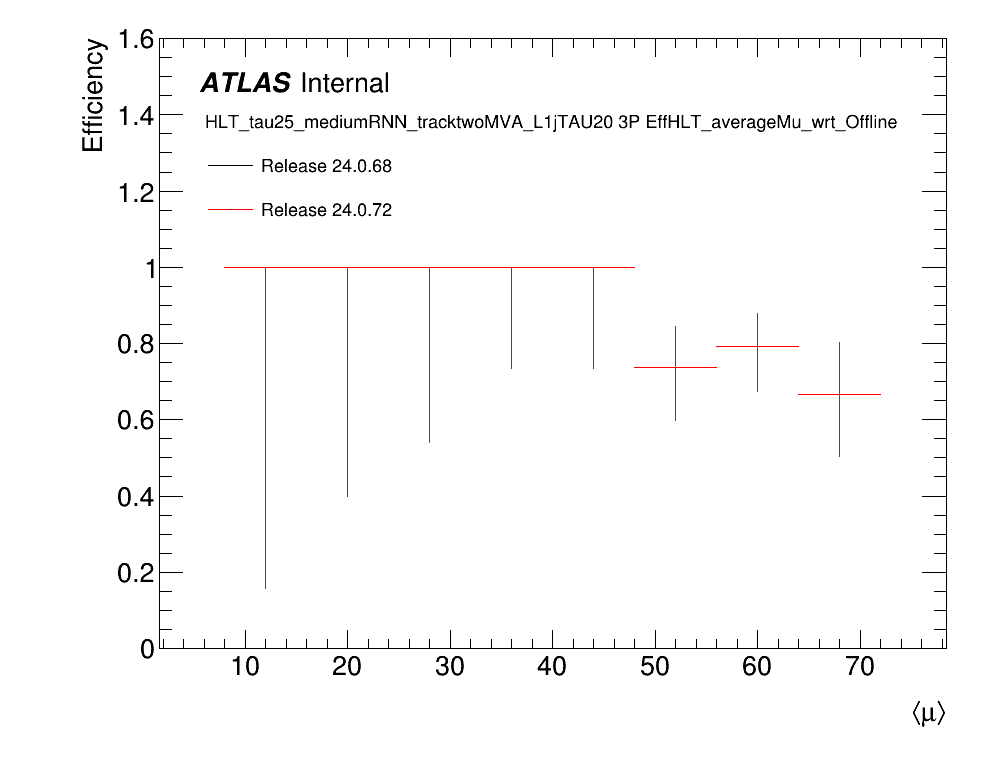 1.6
1.4
1.2
1
0.8
0.6
0.4
0.2
0
Efficiency
ATLAS Internal
HLT_tau25_mediumRNN_tracktwoMVA_L1jTAU20 3P EffHLT_averageMu_wrt_Offline
Release 24.0.68
Release 24.0.72
10 20 30 40 50 60 70
⟨μ⟩